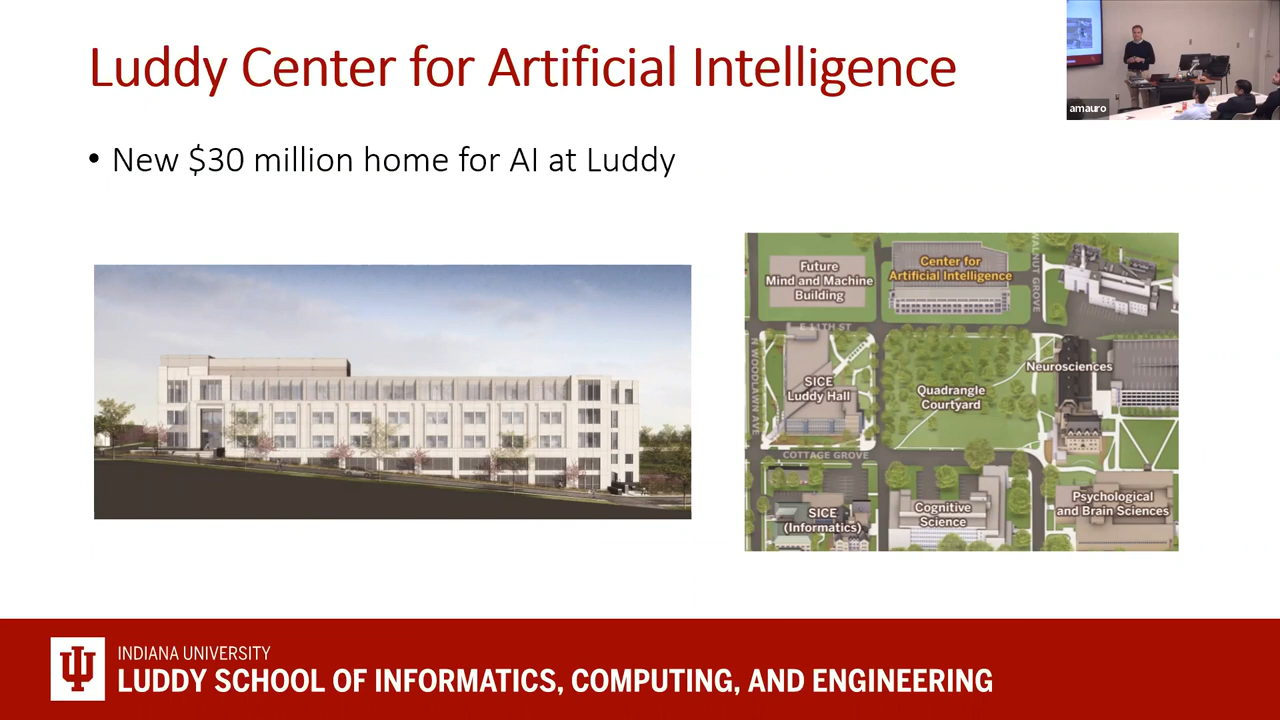 Luddy Center for Artificial Intelligence
amauro
• New $30 million home for AI at Luddy
Future
Mind and Machine
Building
Center for
Artificial Intelligence
WALNUT GROVE
E 11TH ST
N WOODLAWN AVE
SICE
Luddy Hall
Quadrangle
Courtyard
Neurosciences
COTTAGE GROVE
SICE
(Informatics)
Cognitive
Science
Psychological
and Brain Sciences
INDIANA UNIVERSITY
LUDDY SCHOOL OF INFORMATICS, COMPUTING, AND ENGINEERING